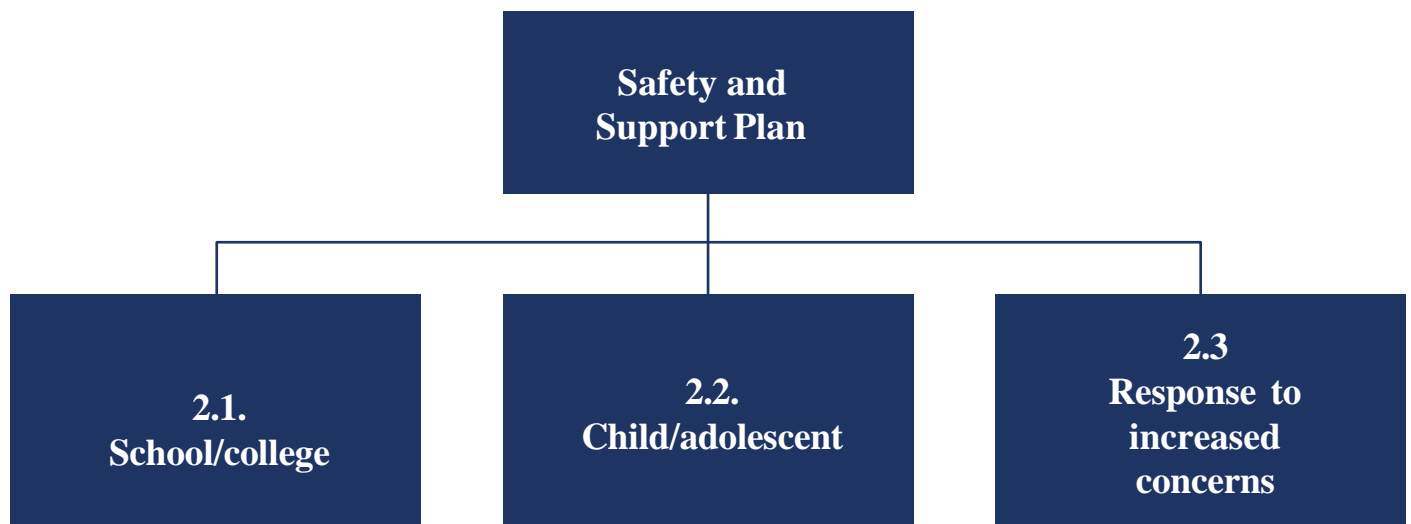 Safety and
Support Plan
2.1.
School/college
2.2.
Child/adolescent
2.3
Response to
increased
concerns